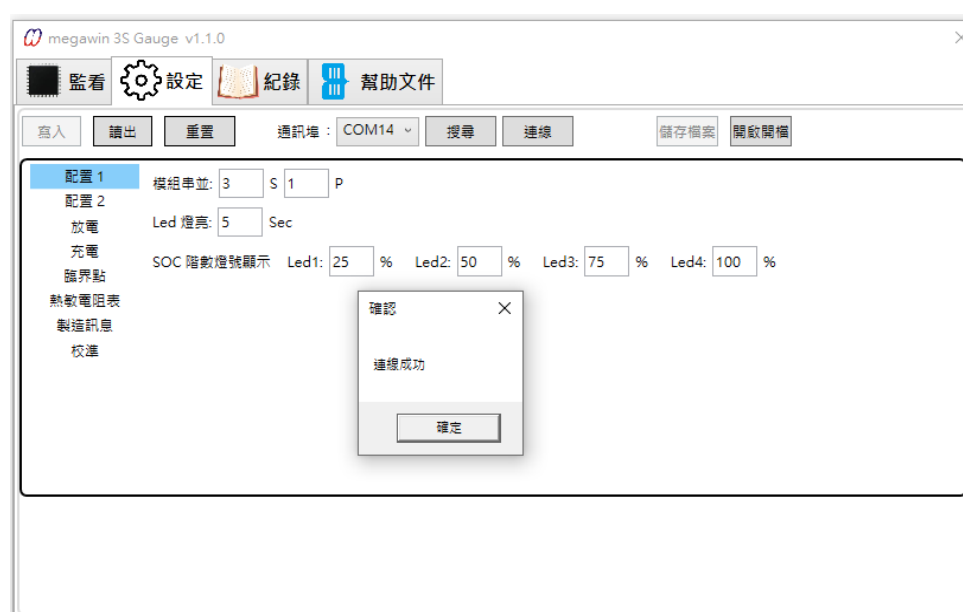 megawin 3S Gauge v1.1.0
監看 設定 紀錄 幫助文件
寫入 讀出 重置 通訊埠 : COM14 搜尋 連線 儲存檔案 開啟開檔
配置 1
配置 2
放電
充電
臨界點
熱敏電阻表
製造訊息
校準
模組串並: 3 S 1 P
Led 燈亮: 5 Sec
SOC 階數燈號顯示 Led1: 25 % Led2: 50 % Led3: 75 % Led4: 100 %
確認
連線成功
確定